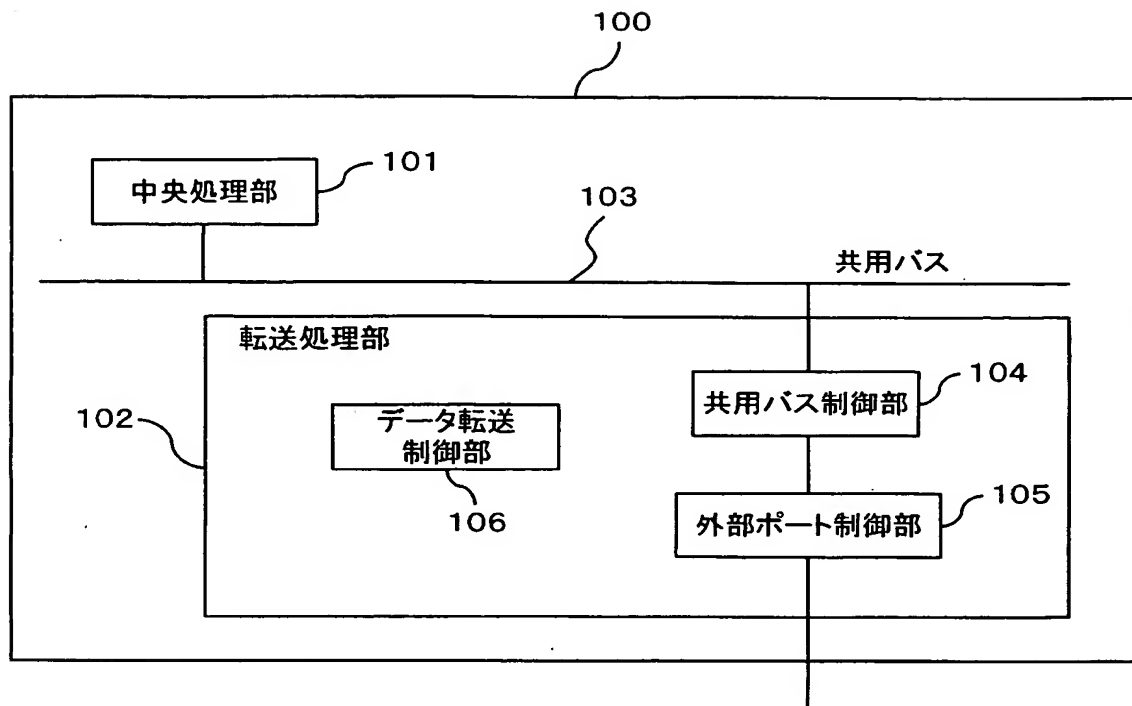 100
101
中央処理部
103
共用バス
転送処理部
104
共用バス制御部
102
データ転送
制御部
106
105
外部ポート制御部